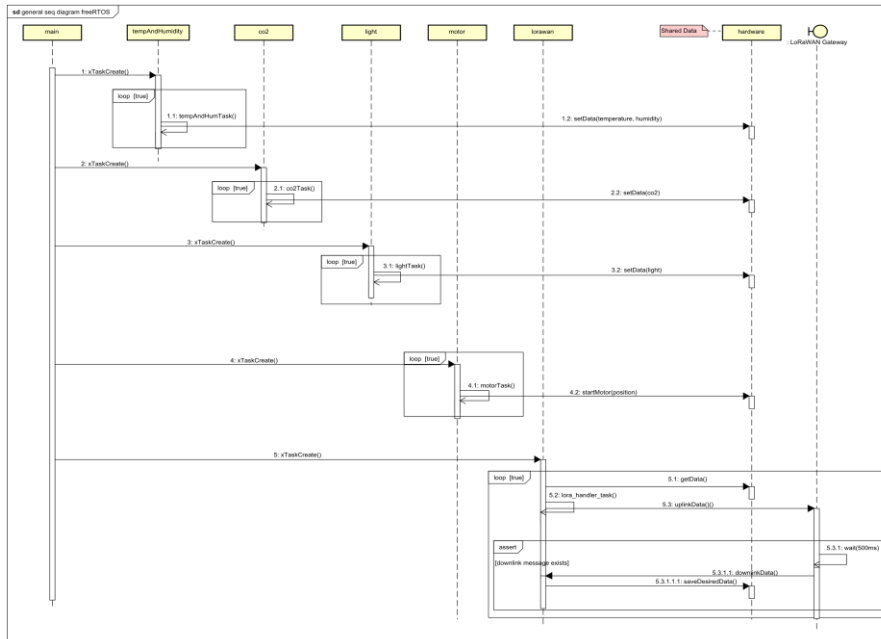 sd general seq diagram freeRTOS
main
tempAndHumidity
co2
light
motor
lorawan
Shared Data
hardware
: LoRaWAN Gateway
1: xTaskCreate()
loop [true]
1.1: tempAndHumTask()
1.2: setData(temperature, humidity)
2: xTaskCreate()
loop [true]
2.1: co2Task()
2.2: setData(co2)
3: xTaskCreate()
loop [true]
3.1: lightTask()
3.2: setData(light)
4: xTaskCreate()
loop [true]
4.1: motorTask()
4.2: startMotor(position)
5: xTaskCreate()
loop [true]
5.1: getData()
5.2: lora_handler_task()
5.3: uplinkData()()
assert
5.3.1: wait(500ms)
[downlink message exists]
5.3.1.1: downlinkData()
5.3.1.1.1: saveDesiredData()